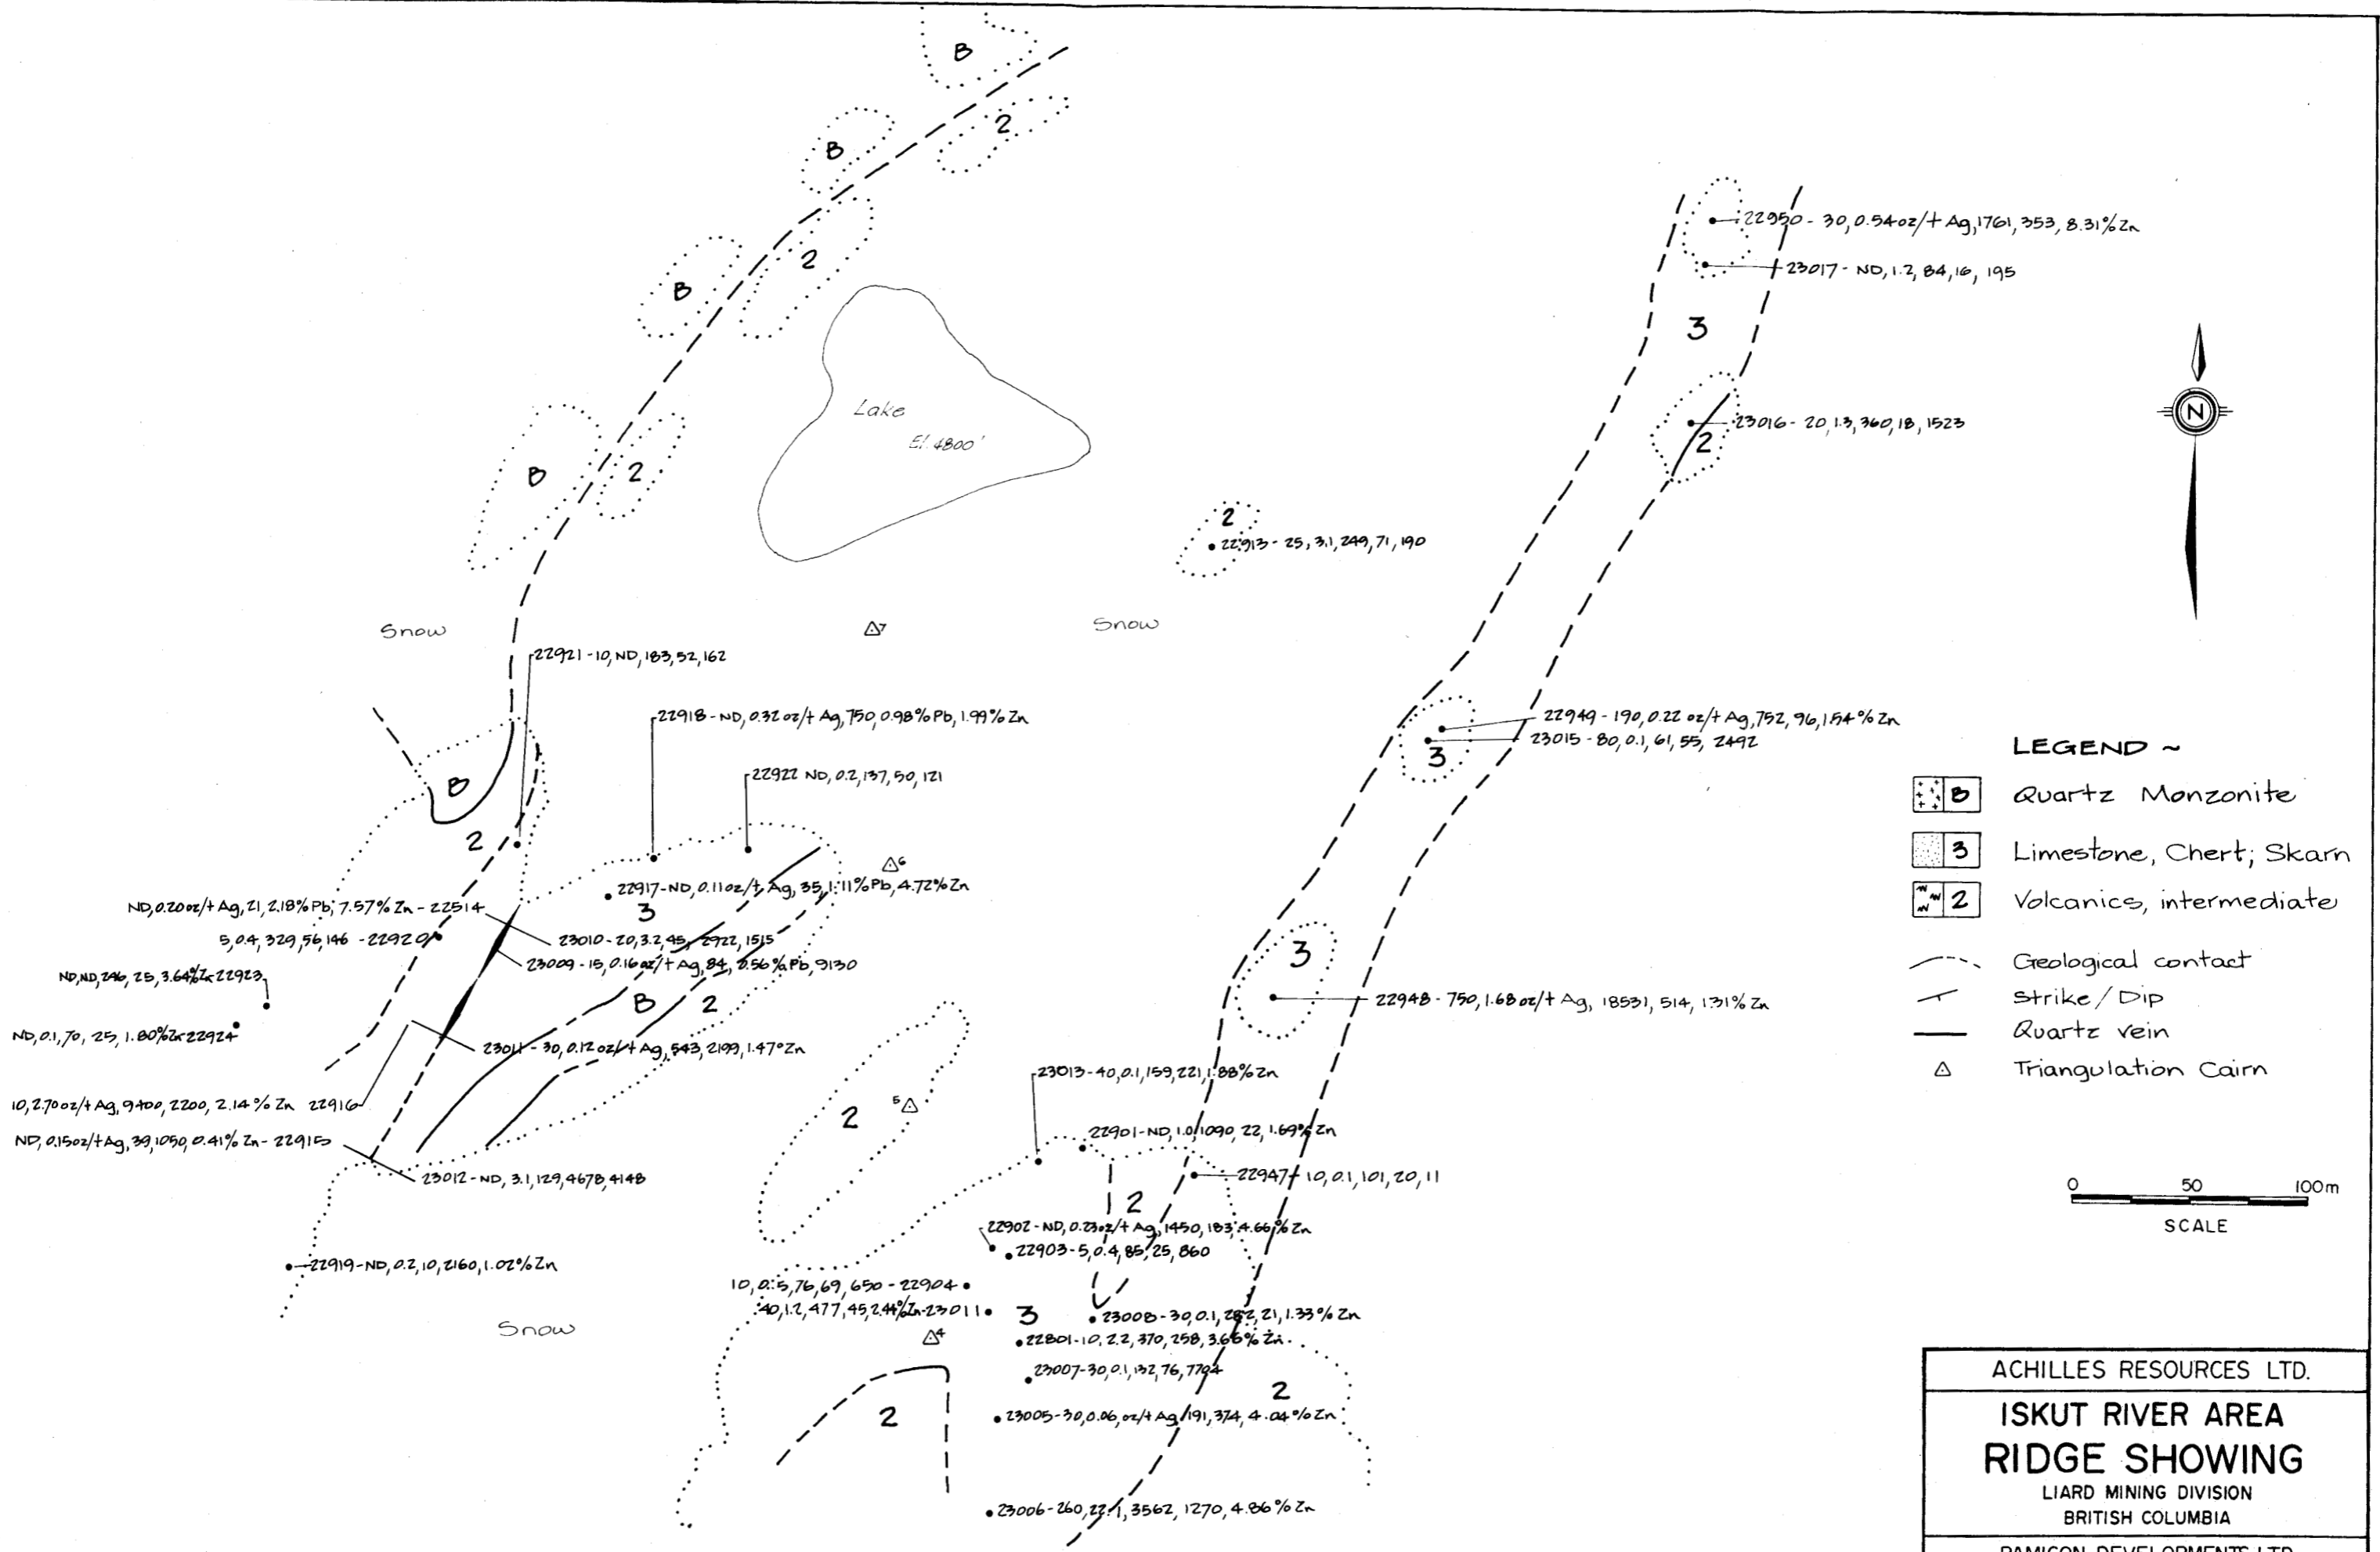 B
2
B
2
B
2
B
22950 - 30, 0.54 oz/t Ag, 1761, 353, 8.31% Zn
23017 - ND, 1.2, 84, 16, 195
3
N
Lake
El. 4800'
23016 - 20, 1.3, 360, 18, 1523
2
2
2
22913 - 25, 3.1, 249, 71, 190
Snow
7
Snow
22921 - 10, ND, 183, 52, 162
22918 - ND, 0.32 oz/t Ag, 750, 0.98% Pb, 1.99% Zn
22949 - 190, 0.22 oz/t Ag, 752, 96, 1.54% Zn
23015 - 80, 0.1, 61, 55, 2492
3
22922 ND, 0.2, 137, 50, 121
B
2
6
22917 - ND, 0.11 oz/t Ag, 35, 1.11% Pb, 4.72% Zn
3
ND, 0.20 oz/t Ag, 21, 2.18% Pb, 7.57% Zn - 22514
5, 0.4, 329, 56, 146 - 22920
23010 - 20, 3.2, 45, 2922, 1515
23009 - 15, 0.16 oz/t Ag, 84, 0.56% Pb, 9130
3
ND, ND, 246, 25, 3.64% Zn 22923
B
2
22948 - 750, 1.68 oz/t Ag, 18531, 514, 1.31% Zn
ND, 0.1, 70, 25, 1.80% Zn 22924
23011 - 30, 0.12 oz/t Ag, 543, 2199, 1.47% Zn
23013 - 40, 0.1, 159, 221, 1.88% Zn
10, 2.70 oz/t Ag, 9400, 2200, 2.14% Zn 22916
5
2
ND, 0.15 oz/t Ag, 39, 1050, 0.41% Zn - 22915
22901 - ND, 1.0, 1090, 22, 1.69% Zn
23012 - ND, 3.1, 129, 4678, 4148
22947 - 10, 0.1, 101, 20, 11
2
22902 - ND, 0.23 oz/t Ag, 1450, 183, 4.66% Zn
22903 - 5, 0.4, 85, 25, 860
22919 - ND, 0.2, 10, 2160, 1.02% Zn
10, 0.5, 76, 69, 650 - 22904
40, 1.2, 477, 45, 2.44% Zn - 23011
3
23008 - 30, 0.1, 21, 1.33% Zn
Snow
4
22801 - 10, 2.2, 370, 258, 3.66% Zn
23007 - 30, 0.1, 132, 76, 7794
2
2
23005 - 30, 0.06, oz/t Ag, 191, 374, 4.04% Zn
23006 - 260, 22.1, 3562, 1270, 4.86% Zn
LEGEND ~
B Quartz Monzonite
3 Limestone, Chert; Skarn
2 Volcanics, intermediate
Geological contact
Strike / Dip
Quartz vein
Triangulation Cairn
0 50 100m
SCALE
ACHILLES RESOURCES LTD.
ISKUT RIVER AREA
RIDGE SHOWING
LIARD MINING DIVISION
BRITISH COLUMBIA
PAMICON DEVELOPMENTS LTD.